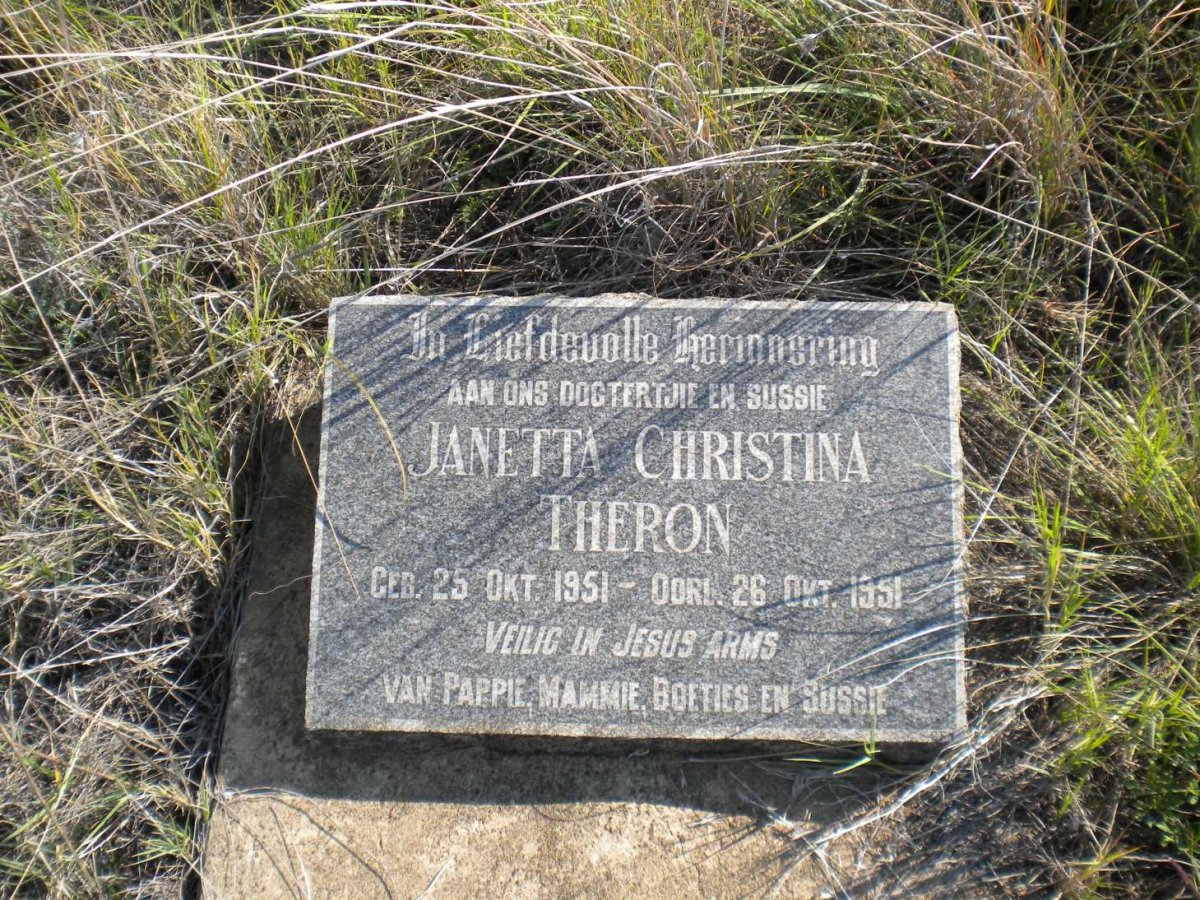 In Liefdevolle Herinnering
AAN ONS DOGTERTJIE EN SUSSIE
JANETTA CHRISTINA
THERON
GEB. 25 OKT. 1951 - OORL. 26 OKT. 1951
VEILIG IN JESUS ARMS
VAN PAPPIE, MAMMIE, BOETIES EN SUSSIE